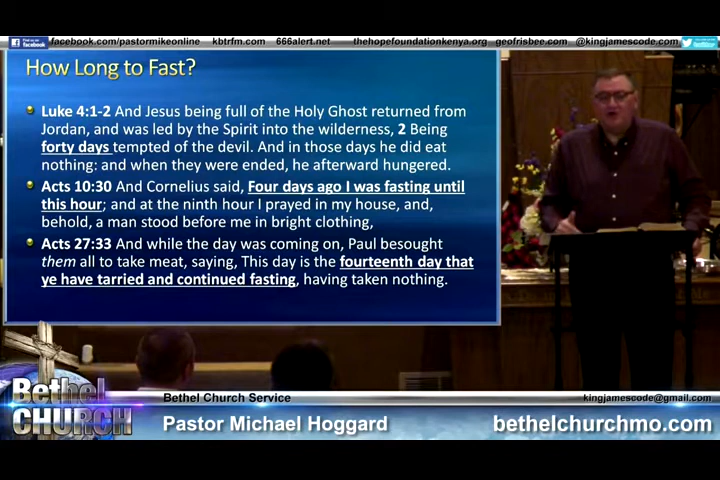 Find us on facebook facebook.com/pastormikeonline kbtrfm.com 666alert.net thehopefoundationkenya.org geofrisbee.com @kingjamescode.com twitter
How Long to Fast?
Luke 4:1-2 And Jesus being full of the Holy Ghost returned from
Jordan, and was led by the Spirit into the wilderness, 2 Being
forty days tempted of the devil. And in those days he did eat
nothing: and when they were ended, he afterward hungered.
Acts 10:30 And Cornelius said, Four days ago I was fasting until
this hour; and at the ninth hour I prayed in my house, and,
behold, a man stood before me in bright clothing,
Acts 27:33 And while the day was coming on, Paul besought
them all to take meat, saying, This day is the fourteenth day that
ye have tarried and continued fasting, having taken nothing.
Bethel
CHURCH
Bethel Church Service kingjamescode@gmail.com
Pastor Michael Hoggard bethelchurchmo.com